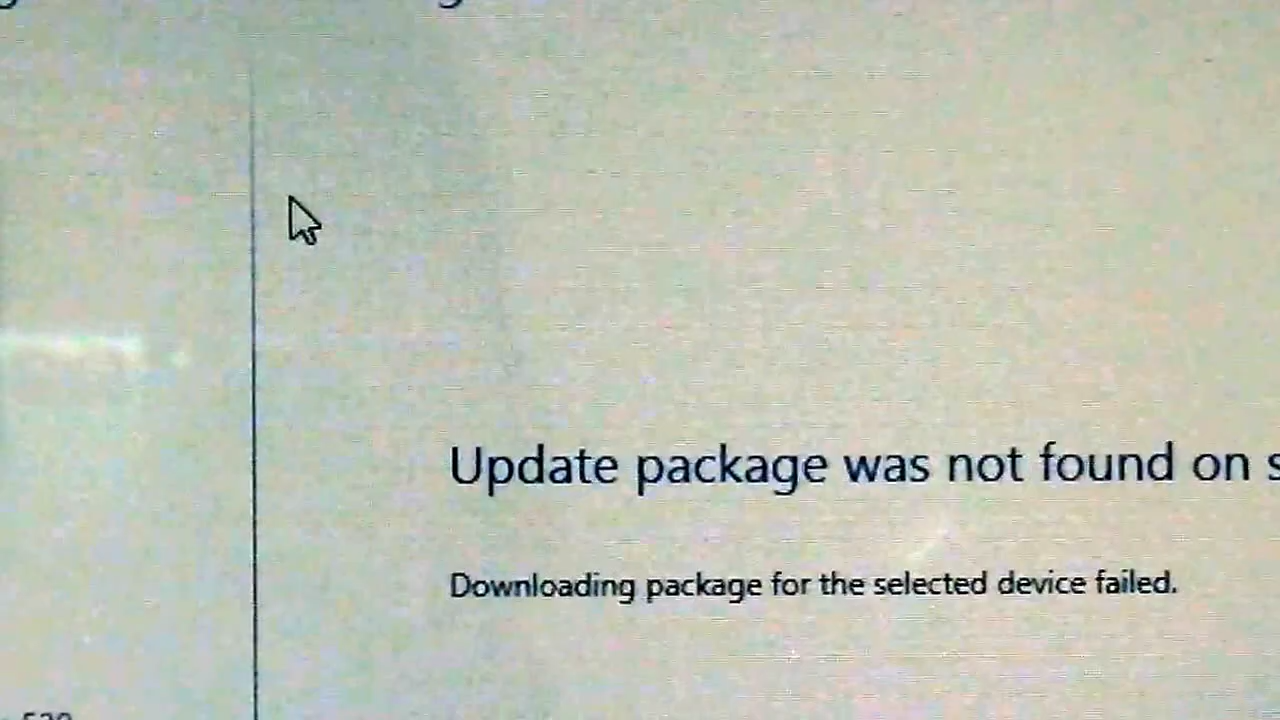 Update package was not found on
Downloading package for the selected device failed.